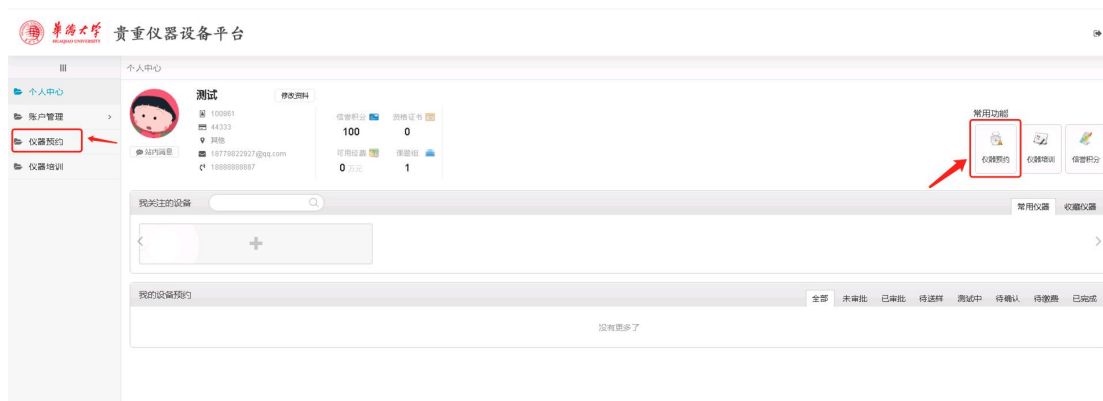 華僑大学 贵重仪器设备平台
HUAQIAO UNIVERSITY
个人中心
个人中心
账户管理
仪器预约
仪器培训
测试
修改资料
100861
44333
其他
18778822927@qq.com
18888888887
站内消息
信誉积分
资格证书
100
0
可用经费
课题组
0 万元
1
常用功能
仪器预约
仪器培训
信誉积分
我关注的设备
常用仪器
收藏仪器
我的设备预约
全部
未审批
已审批
待送样
测试中
待确认
待缴费
已完成
没有更多了